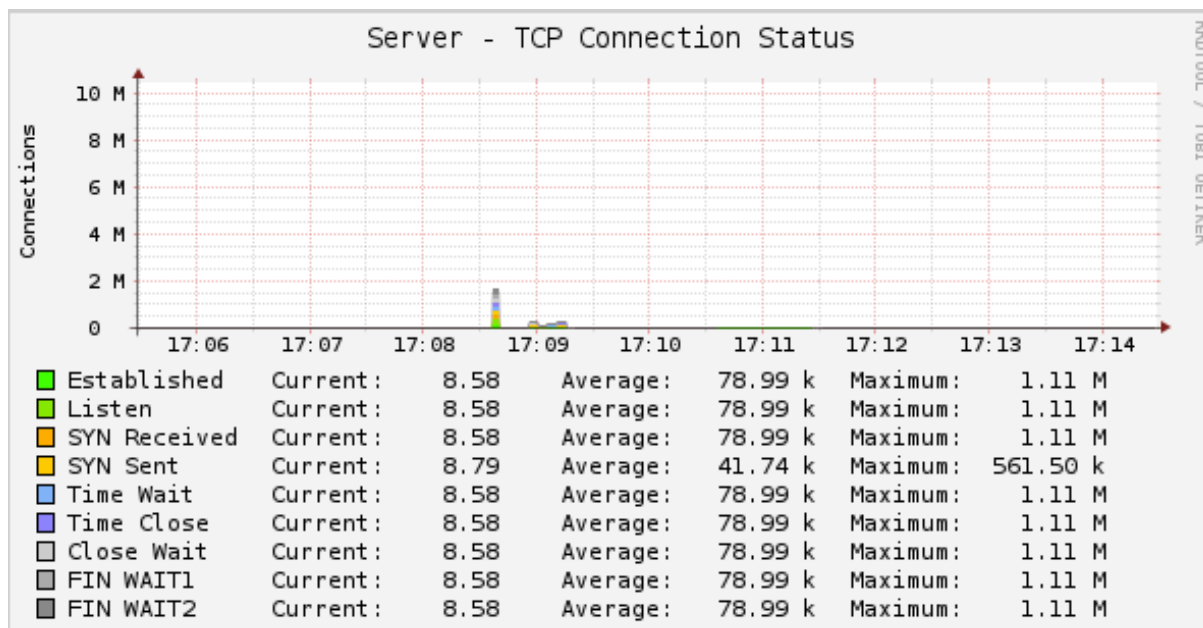 Server - TCP Connection Status
RRDTOOL / TOBI OETIKER
Connections
10 M
8 M
6 M
4 M
2 M
0
17:06 17:07 17:08 17:09 17:10 17:11 17:12 17:13 17:14
Established Current: 8.58 Average: 78.99 k Maximum: 1.11 M
Listen Current: 8.58 Average: 78.99 k Maximum: 1.11 M
SYN Received Current: 8.58 Average: 78.99 k Maximum: 1.11 M
SYN Sent Current: 8.79 Average: 41.74 k Maximum: 561.50 k
Time Wait Current: 8.58 Average: 78.99 k Maximum: 1.11 M
Time Close Current: 8.58 Average: 78.99 k Maximum: 1.11 M
Close Wait Current: 8.58 Average: 78.99 k Maximum: 1.11 M
FIN WAIT1 Current: 8.58 Average: 78.99 k Maximum: 1.11 M
FIN WAIT2 Current: 8.58 Average: 78.99 k Maximum: 1.11 M